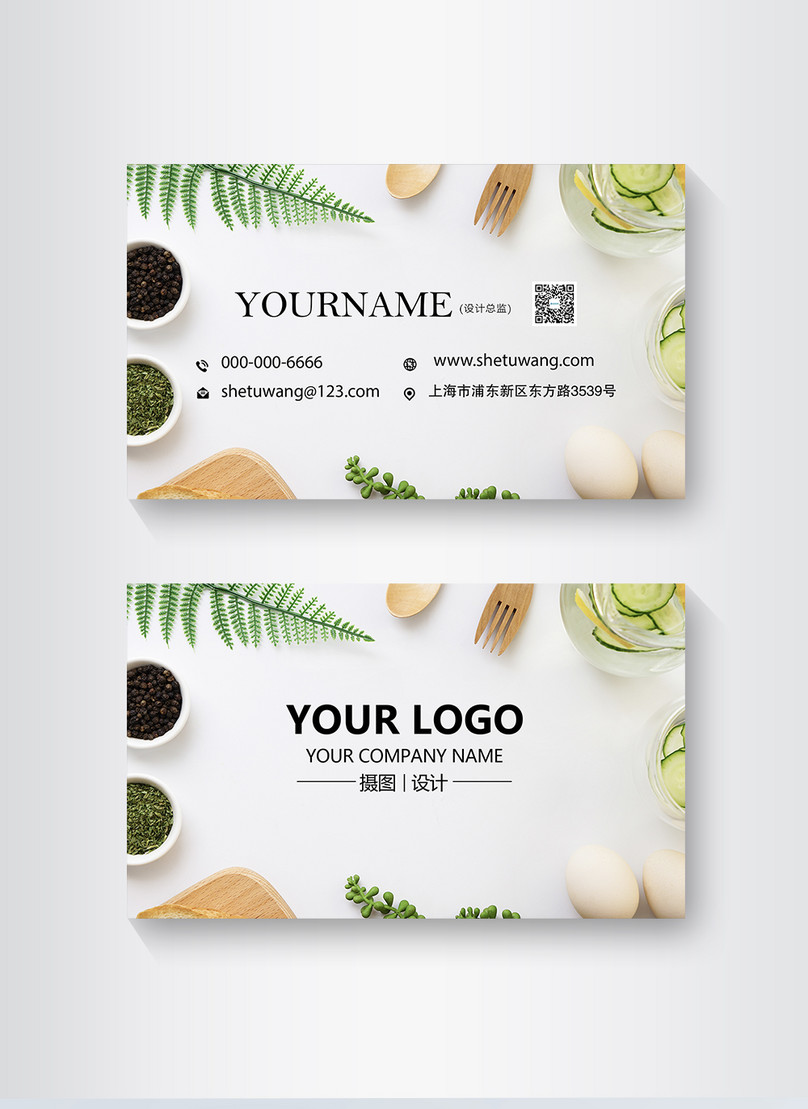 YOURNAME (设计总监)
000-000-6666
www.shetuwang.com
shetuwang@123.com
上海市浦东新区东方路3539号
YOUR LOGO
YOUR COMPANY NAME
摄图 | 设计